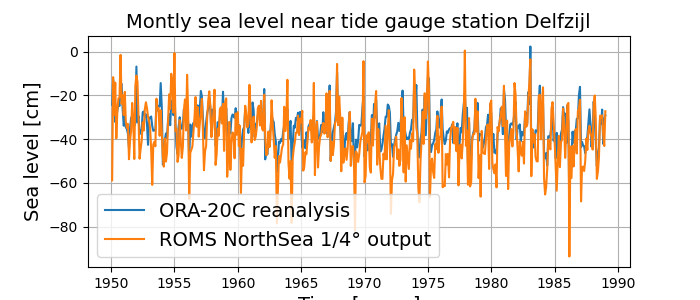 Montly sea level near tide gauge station Delfzijl
Sea level [cm]
0
−20
−40
−60
−80
ORA-20C reanalysis
ROMS NorthSea 1/4° output
1950 1955 1960 1965 1970 1975 1980 1985 1990